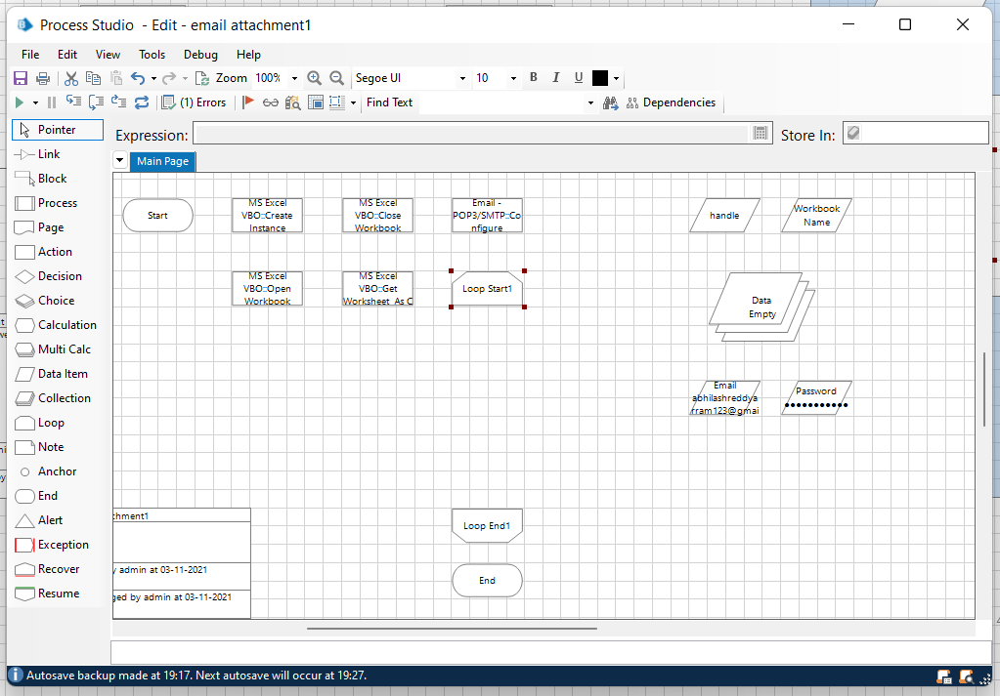 Process Studio - Edit - email attachment1
File Edit View Tools Debug Help
Zoom 100% Segoe UI 10 B I U
(1) Errors Find Text Dependencies
Pointer
Link
Block
Process
Page
Action
Decision
Choice
Calculation
Multi Calc
Data Item
Collection
Loop
Note
Anchor
End
Alert
Exception
Recover
Resume
Expression: Store In:
Main Page
Start
MS Excel
VBO::Create
Instance
MS Excel
VBO::Close
Workbook
Email -
POP3/SMTP::Co
nfigure
handle
Workbook
Name
MS Excel
VBO::Open
Workbook
MS Excel
VBO::Get
Worksheet As C
Loop Start1
Data
Empty
Email
abhilashreddya
rram123@gmai
Password
●●●●●●●●●●●●
chment1
y admin at 03-11-2021
ged by admin at 03-11-2021
Loop End1
End
Autosave backup made at 19:17. Next autosave will occur at 19:27.